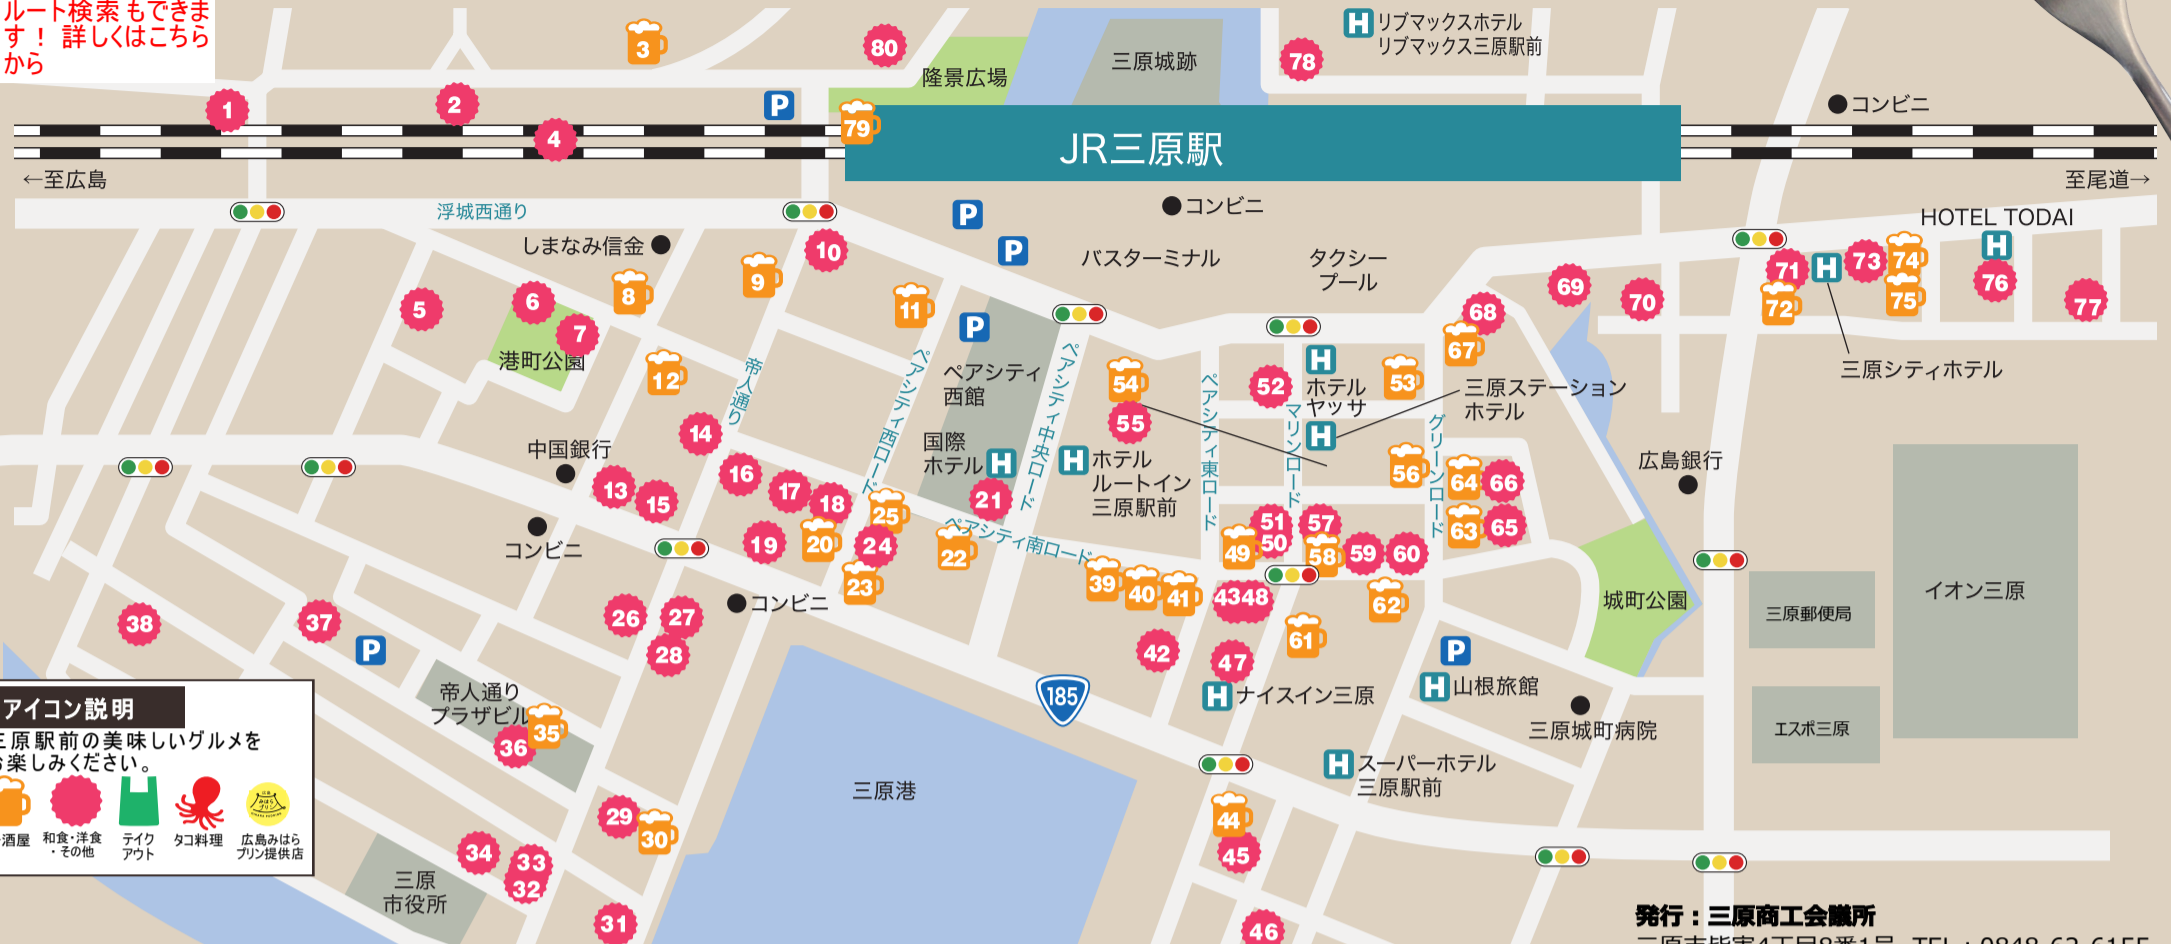 ルート検索 もできま
す！ 詳しくはこちら
から
3
80
78
H リブマックスホテル
リブマックス三原駅前
隆景広場
三原城跡
1
2
P
4
79
JR三原駅
コンビニ
←至広島
至尾道→
浮城西通り
P
コンビニ
HOTEL TODAI
H
しまなみ信金
10
P
バスターミナル
タクシー
プール
71
H
73
74
75
76
72
77
三原シティホテル
5
6
7
港町公園
8
9
11
P
69
70
68
67
12
帝人通り
ペアシティ西ロード
ペアシティ
西館
ペアシティ中央ロード
54
55
ペアシティ東ロード
52
H
ホテル
ヤッサ
H
マリンロード
53
三原ステーション
ホテル
グリーンロード
14
中国銀行
国際
ホテル
H
H
ホテル
ルートイン
三原駅前
56
64
66
広島銀行
13
15
16
17
18
21
25
コンビニ
19
20
24
22
23
ペアシティ南ロード
51
50
49
57
58
59
60
63
65
39
40
41
43
48
62
61
城町公園
三原郵便局
イオン三原
エスポ三原
コンビニ
26
27
28
38
37
P
42
47
H
ナイスイン三原
P
H
山根旅館
三原城町病院
185
帝人通り
プラザビル
35
36
三原港
H
スーパーホテル
三原駅前
44
45
46
29
30
34
33
32
31
三原
市役所
アイコン説明
三原駅前の美味しいグルメを
お楽しみください。
酒屋
和食・洋食
・その他
テイク
アウト
タコ料理
広島みはら
プリン提供店
発行：三原商工会議所
三原市皆実4丁目8番1号 TEL：0848-62-6155